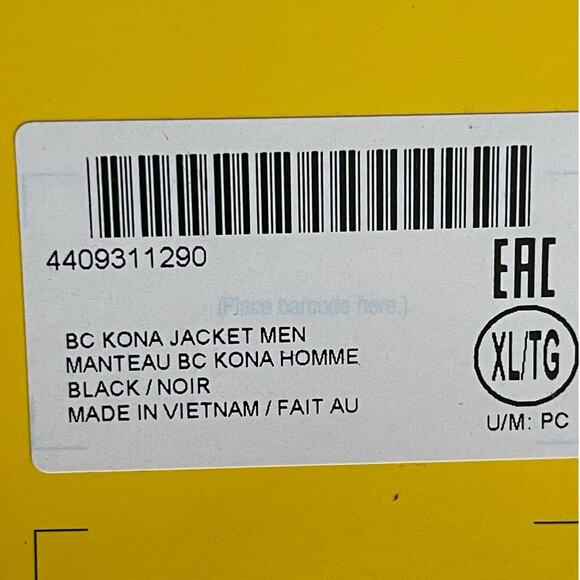 4409311290
(Place barcode here.)
EAC
BC KONA JACKET MEN
MANTEAU BC KONA HOMME
BLACK / NOIR
MADE IN VIETNAM / FAIT AU
XL/TG
U/M: PC